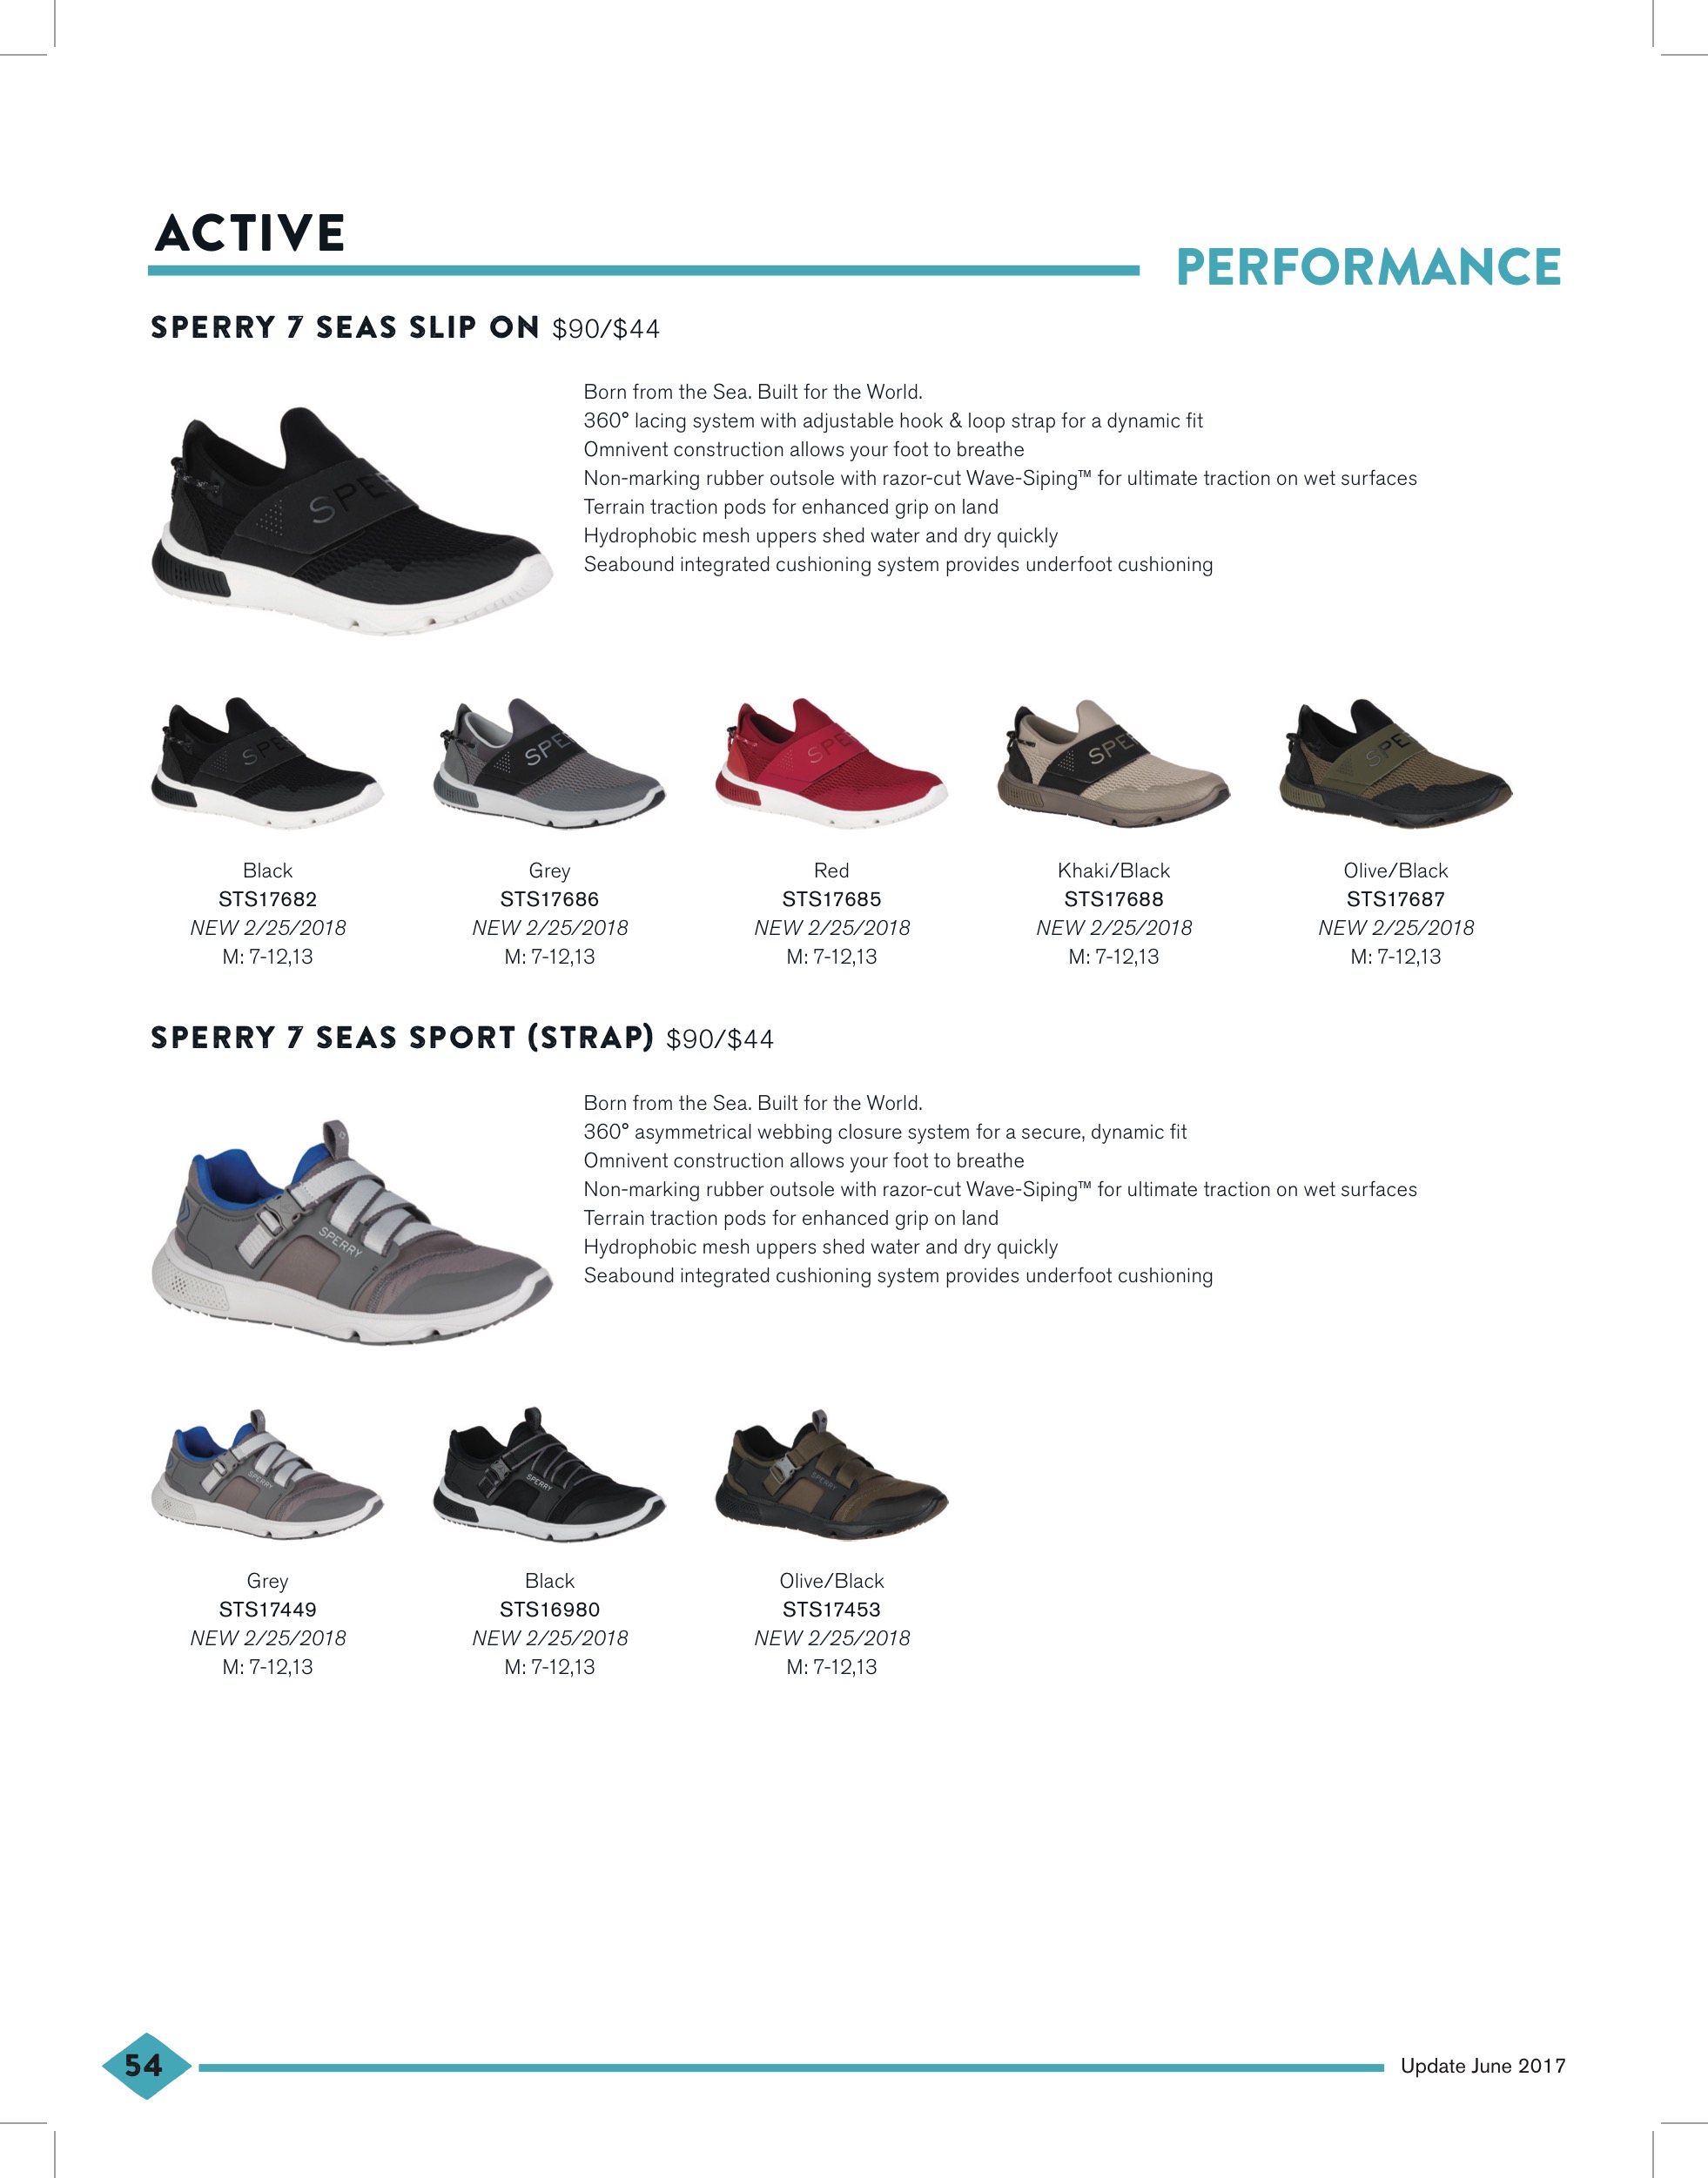 ACTIVE
PERFORMANCE
SPERRY 7 SEAS SLIP ON $90/$44
Born from the Sea. Built for the World.
360° lacing system with adjustable hook & loop strap for a dynamic fit
Omnivent construction allows your foot to breathe
Non-marking rubber outsole with razor-cut Wave-Siping™ for ultimate traction on wet surfaces
Terrain traction pods for enhanced grip on land
Hydrophobic mesh uppers shed water and dry quickly
Seabound integrated cushioning system provides underfoot cushioning
SPE
SPE SPE SPE SPE SPE
Black Grey Red Khaki/Black Olive/Black
STS17682 STS17686 STS17685 STS17688 STS17687
NEW 2/25/2018 NEW 2/25/2018 NEW 2/25/2018 NEW 2/25/2018 NEW 2/25/2018
M: 7-12,13 M: 7-12,13 M: 7-12,13 M: 7-12,13 M: 7-12,13
SPERRY 7 SEAS SPORT (STRAP) $90/$44
Born from the Sea. Built for the World.
360° asymmetrical webbing closure system for a secure, dynamic fit
Omnivent construction allows your foot to breathe
Non-marking rubber outsole with razor-cut Wave-Siping™ for ultimate traction on wet surfaces
Terrain traction pods for enhanced grip on land
Hydrophobic mesh uppers shed water and dry quickly
Seabound integrated cushioning system provides underfoot cushioning
SPERRY
SPERRY SPERRY SPERRY
Grey Black Olive/Black
STS17449 STS16980 STS17453
NEW 2/25/2018 NEW 2/25/2018 NEW 2/25/2018
M: 7-12,13 M: 7-12,13 M: 7-12,13
54
Update June 2017